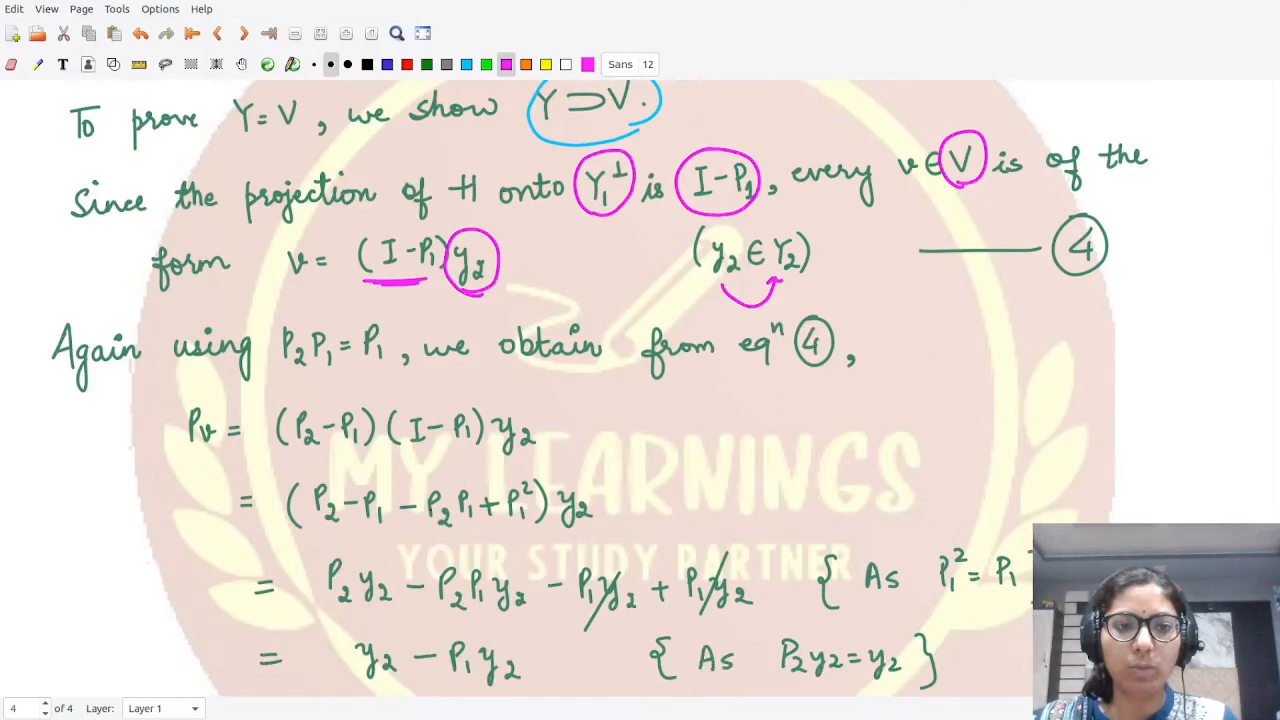 Edit View Page Tools Options Help
Sans 12
To prove Y = V , we show Y ⊃ V .
Since the projection of H onto Y₁^⊥ is I - P₁ , every v ∈ V is of the
form v = (I - P₁) y₂ (y₂ ∈ Y₂) ——— ④
Again using P₂P₁ = P₁ , we obtain from eqⁿ ④ ,
Pv = (P₂ - P₁) (I - P₁) y₂
= (P₂ - P₁ - P₂P₁ + P₁²) y₂
= P₂y₂ - P₂P₁y₂ - P₁y₂ + P₁y₂ { As P₁² = P₁
= y₂ - P₁y₂ { As P₂y₂ = y₂ }
MY LEARNINGS
YOUR STUDY PARTNER
4 of 4 Layer: Layer 1